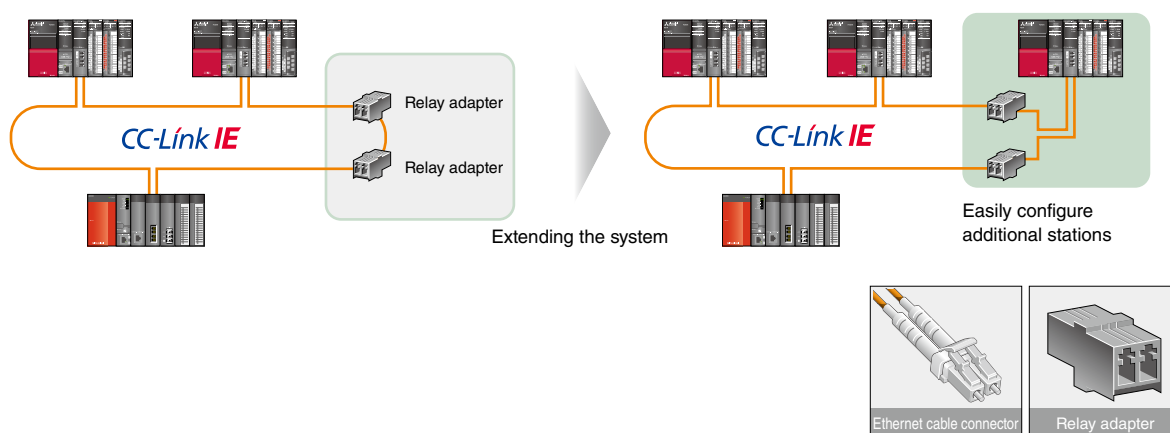 Relay adapter
CC-Link IE
Relay adapter
Extending the system
CC-Link IE
Easily configure
additional stations
Ethernet cable connector
Relay adapter